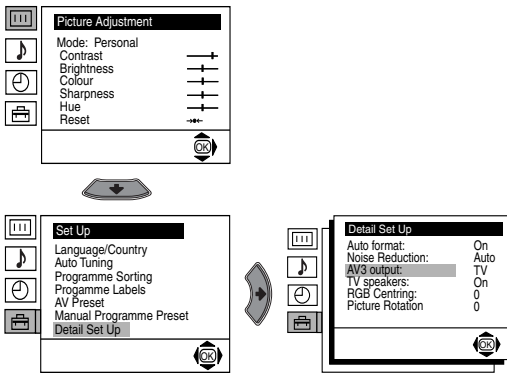 Picture Adjustment
Mode: Personal
Contrast
Brightness
Colour
Sharpness
Hue
Reset
OK
Set Up
Language/Country
Auto Tuning
Programme Sorting
Progamme Labels
AV Preset
Manual Programme Preset
Detail Set Up
OK
Detail Set Up
Auto format: On
Noise Reduction: Auto
AV3 output: TV
TV speakers: On
RGB Centring: 0
Picture Rotation 0
OK